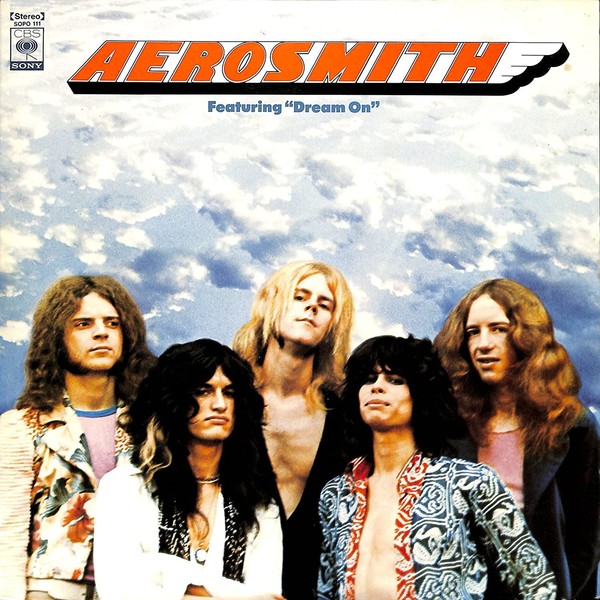 【Stereo】
SOPO 111
CBS
SONY
AEROSMITH
Featuring “Dream On”